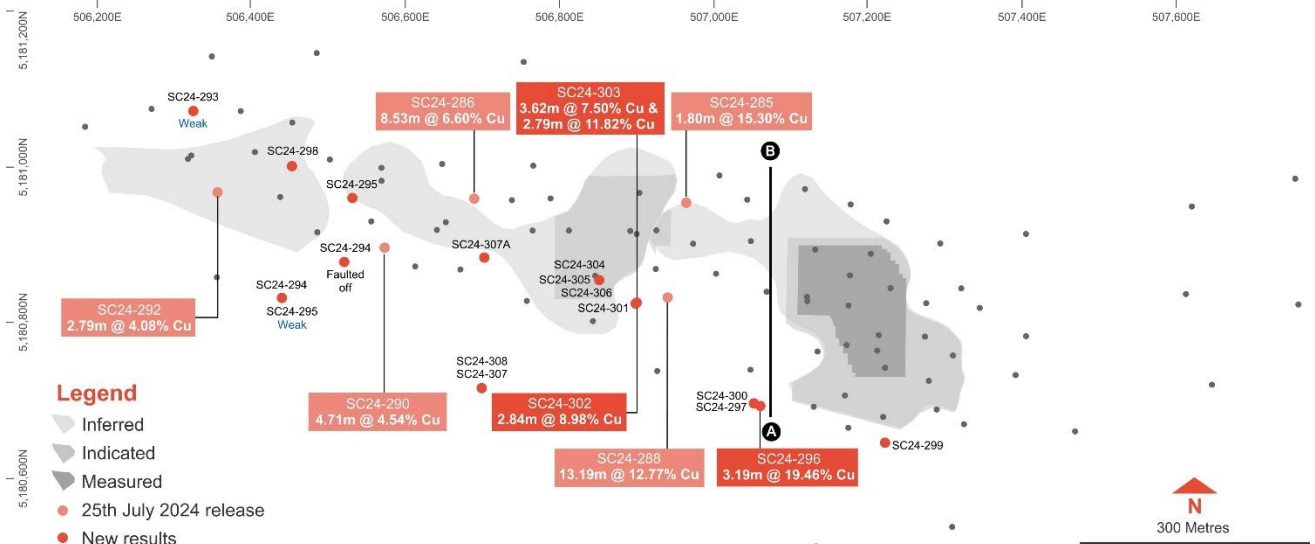 506,200E
506,400E
506,600E
506,800E
507,000E
507,200E
507,400E
507,600E
5,181,200N
5,181,000N
5,180,800N
5,180,600N
SC24-293
Weak
SC24-286
8.53m @ 6.60% Cu
SC24-303
3.62m @ 7.50% Cu &
2.79m @ 11.82% Cu
SC24-285
1.80m @ 15.30% Cu
B
SC24-298
SC24-295
SC24-294
Faulted
off
SC24-307A
SC24-304
SC24-305
SC24-306
SC24-301
SC24-294
SC24-295
Weak
SC24-292
2.79m @ 4.08% Cu
SC24-308
SC24-307
SC24-290
4.71m @ 4.54% Cu
SC24-302
2.84m @ 8.98% Cu
SC24-300
SC24-297
A
SC24-299
SC24-288
13.19m @ 12.77% Cu
SC24-296
3.19m @ 19.46% Cu
Legend
Inferred
Indicated
Measured
25th July 2024 release
New results
N
300 Metres